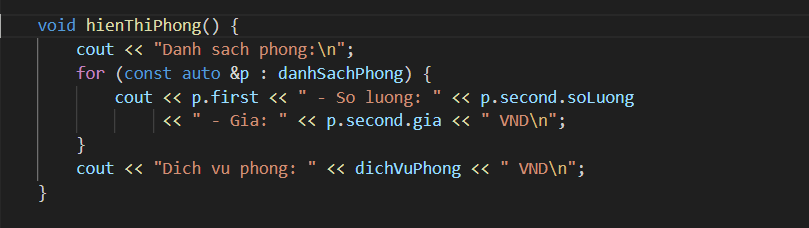 void hienThiPhong() {
    cout << "Danh sach phong:\n";
    for (const auto &p : danhSachPhong) {
        cout << p.first << " - So luong: " << p.second.soLuong
             << " - Gia: " << p.second.gia << " VND\n";
    }
    cout << "Dich vu phong: " << dichVuPhong << " VND\n";
}